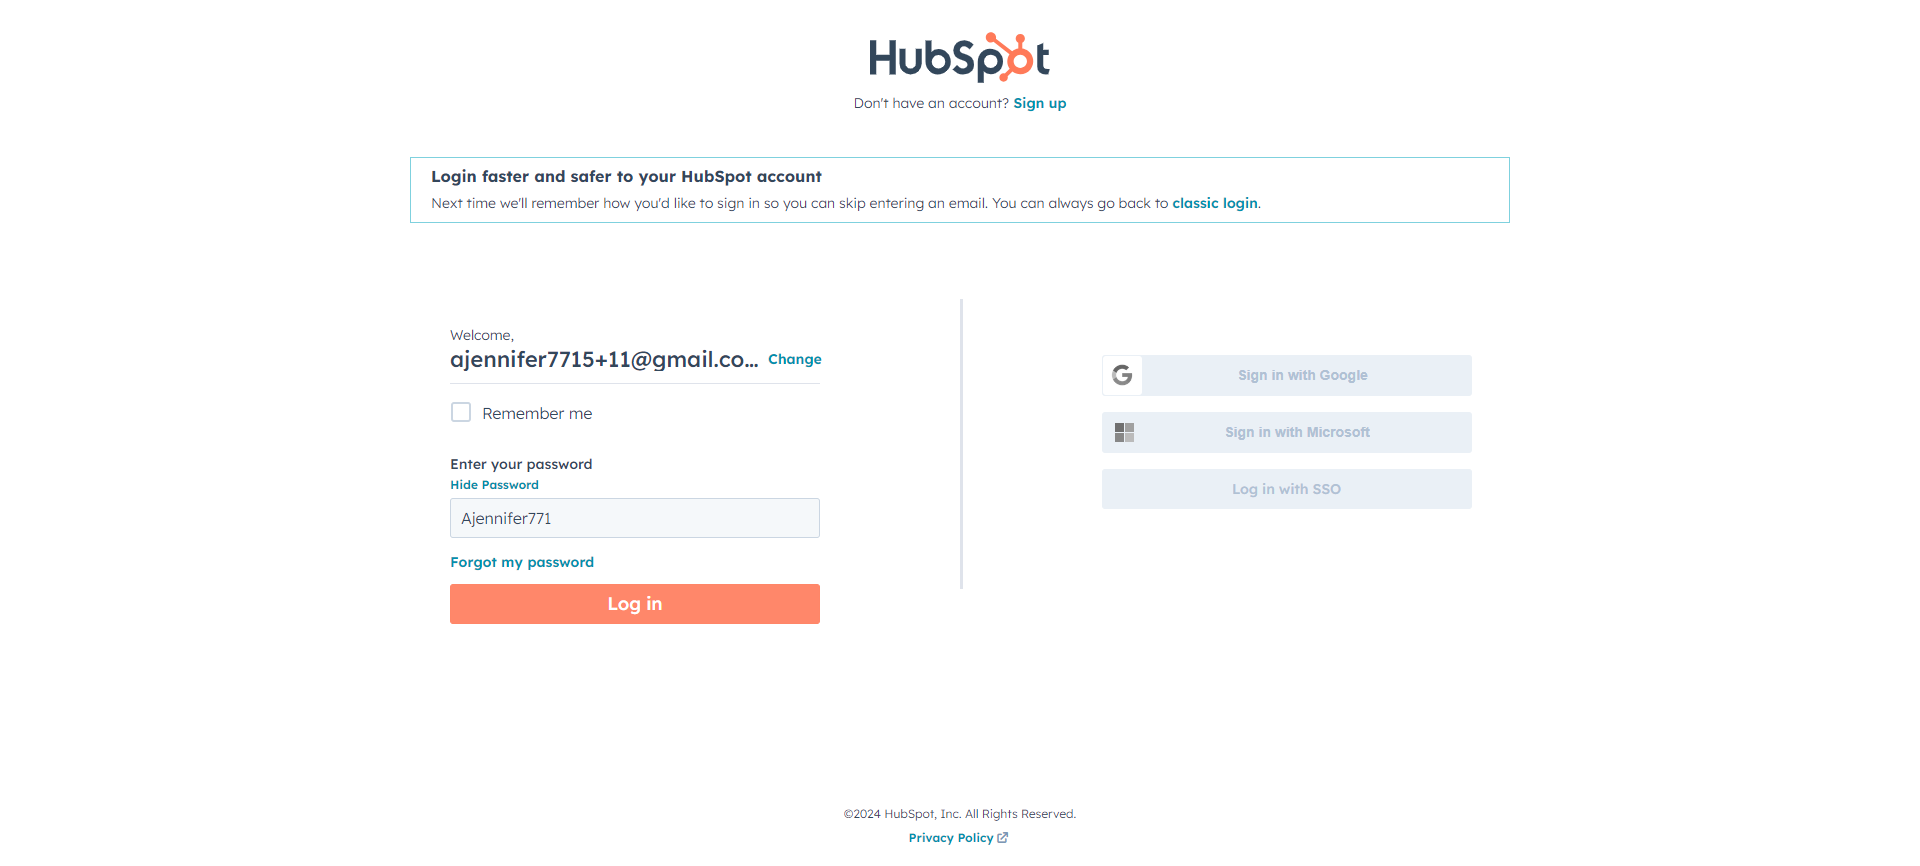 HubSpot
Don't have an account? Sign up
Login faster and safer to your HubSpot account
Next time we'll remember how you'd like to sign in so you can skip entering an email. You can always go back to classic login.
Welcome,
ajennifer7715+11@gmail.co... Change
Remember me
Enter your password
Hide Password
Ajennifer771
Forgot my password
Log in
Sign in with Google
Sign in with Microsoft
Log in with SSO
©2024 HubSpot, Inc. All Rights Reserved.
Privacy Policy